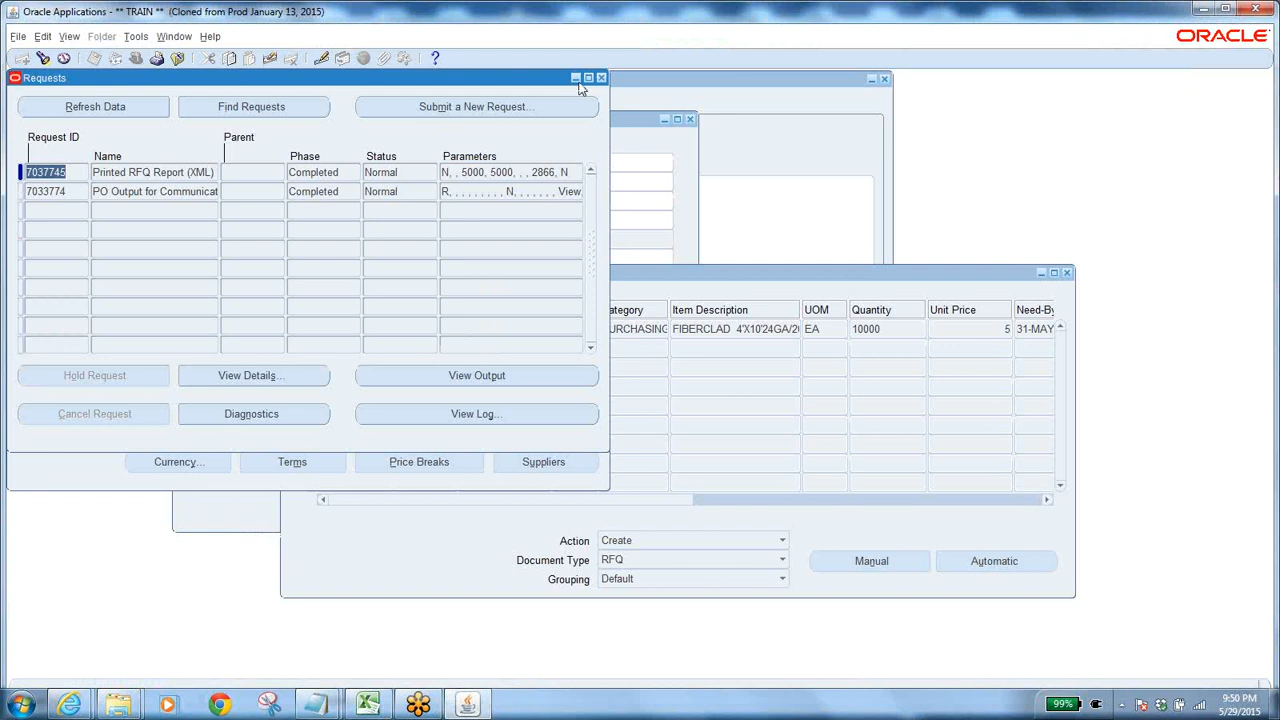 Oracle Applications - ** TRAIN ** (Cloned from Prod January 13, 2015)
File Edit View Folder Tools Window Help
ORACLE
Requests
Refresh Data Find Requests Submit a New Request...
Request ID Parent
Name Phase Status Parameters
7037745 Printed RFQ Report (XML) Completed Normal N, , 5000, 5000, , , 2866, N
7033774 PO Output for Communicat Completed Normal R, , , , , , , , , N, , , , , , , View,
ategory Item Description UOM Quantity Unit Price Need-By
URCHASING FIBERCLAD 4'X10'24GA/20 EA 10000 5 31-MAY
Hold Request View Details... View Output
Cancel Request Diagnostics View Log...
Currency... Terms Price Breaks Suppliers
Action Create
Document Type RFQ
Grouping Default
Manual Automatic
99%
9:50 PM
5/29/2015